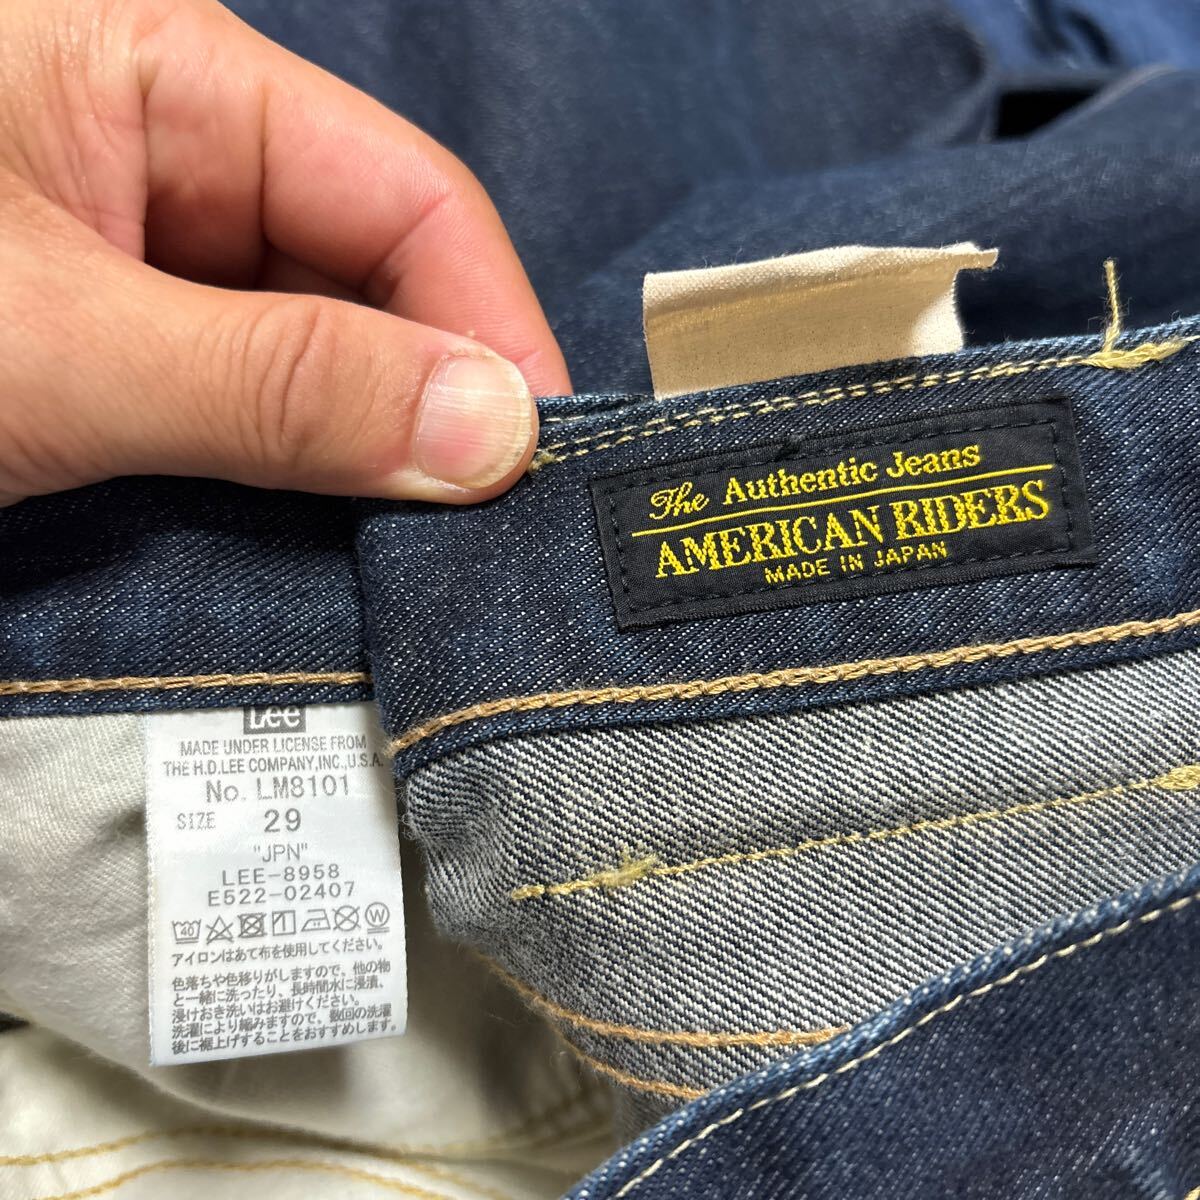 The Authentic Jeans
AMERICAN RIDERS
MADE IN JAPAN
Lee
MADE UNDER LICENSE FROM
THE H.D.LEE COMPANY,INC.,U.S.A.
No. LM8101
SIZE 29
"JPN"
LEE-8958
E522-02407
40 W
アイロンはあて布を使用してください。
色落ちや色移りがしますので、他の物
と一緒に洗ったり、長時間水に浸漬、
浸けおき洗いはお避けください。
洗濯により縮みますので、数回の洗濯
後に裾上げすることをおすすめします。